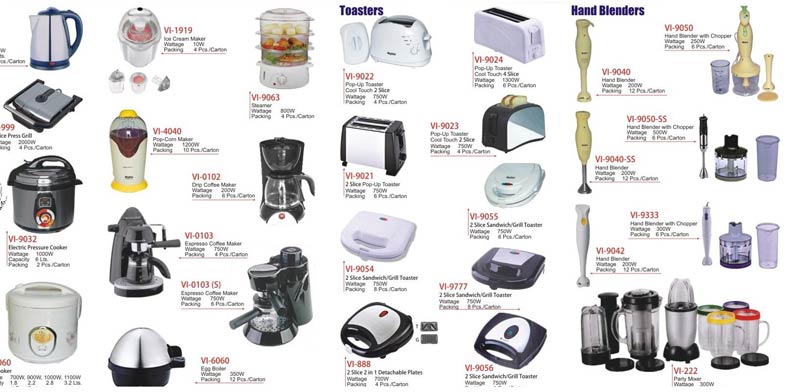 W
Lts.
cs./Carton
-999
ice Press Grill
2000W
4 Pcs./Carton
VI-9032
Electric Pressure Cooker
Wattage 1000W
Capacity 6 Lts.
Packing 2 Pcs./Carton
060
ooker
700W, 900W, 1000W, 1100W
1.8 2.2 2.8 3.2 Lts.
VI-1919
Ice Cream Maker
Wattage 10W
Packing 4 Pcs./Carton
VI-9063
Steamer
Wattage 800W
Packing 4 Pcs./Carton
VI-4040
Pop-Corn Maker
Wattage 1200W
Packing 10 Pcs./Carton
VI-0102
Drip Coffee Maker
Wattage 200W
Packing 6 Pcs./Carton
VI-0103
Espresso Coffee Maker
Wattage 750W
Packing 4 Pcs./Carton
VI-0103 (S)
Espresso Coffee Maker
Wattage 750W
Packing 6 Pcs./Carton
VI-6060
Egg Boiler
Wattage 350W
Packing 12 Pcs./Carton
Toasters
VI-9022
Pop-Up Toaster
Cool Touch 2 Slice
Wattage 750W
Packing 4 Pcs./Carton
VI-9024
Pop-Up Toaster
Cool Touch 4 Slice
Wattage 1300W
Packing 6 Pcs./Carton
VI-9023
Pop-Up Toaster
Cool Touch 2 Slice
Wattage 750W
Packing 4 Pcs./Carton
VI-9021
2 Slice Pop-Up Toaster
Wattage 750W
Packing 6 Pcs./Carton
VI-9055
2 Slice Sandwich/Grill Toaster
Wattage 750W
Packing 8 Pcs./Carton
VI-9054
2 Slice Sandwich/Grill Toaster
Wattage 750W
Packing 8 Pcs./Carton
VI-9777
2 Slice Sandwich/Grill Toaster
Wattage 750W
Packing 8 Pcs./Carton
T
G
VI-888
2 Slice 2 in 1 Detachable Plates
Wattage 700W
Packing 4 Pcs./Carton
VI-9056
2 Slice Sandwich/Grill Toaster
Wattage 750W
Hand Blenders
VI-9050
Hand Blender with Chopper
Wattage 250W
Packing 6 Pcs./Carton
VI-9040
Hand Blender
Wattage 200W
Packing 12 Pcs./Carton
VI-9050-SS
Hand Blender with Chopper
Wattage 500W
Packing 6 Pcs./Carton
VI-9040-SS
Hand Blender
Wattage 200W
Packing 12 Pcs./Carton
VI-9333
Hand Blender with Chopper
Wattage 300W
Packing 6 Pcs./Carton
VI-9042
Hand Blender
Wattage 200W
Packing 12 Pcs./Carton
VI-222
Party Mixer
Wattage 300W